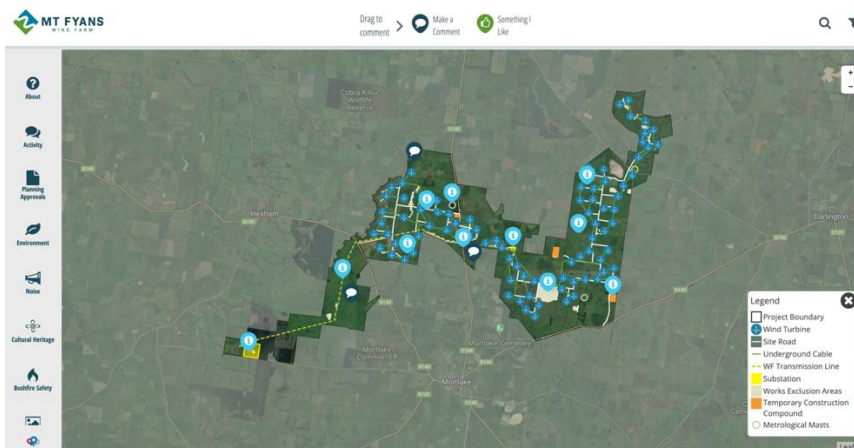 MT FYANS
WIND FARM
Drag to
comment
Make a
Comment
Something I
Like
About
Activity
Planning
Approvals
Environment
Noise
Cultural Heritage
Bushfire Safety
Cobra Killuc
Wildlife
Reserve
Hexham
Darlington
Mortlake
Common FR
Mortlake Cemetery
Mortlake
Legend
Project Boundary
Wind Turbine
Site Road
Underground Cable
WF Transmission Line
Substation
Works Exclusion Areas
Temporary Construction
Compound
Metrological Masts